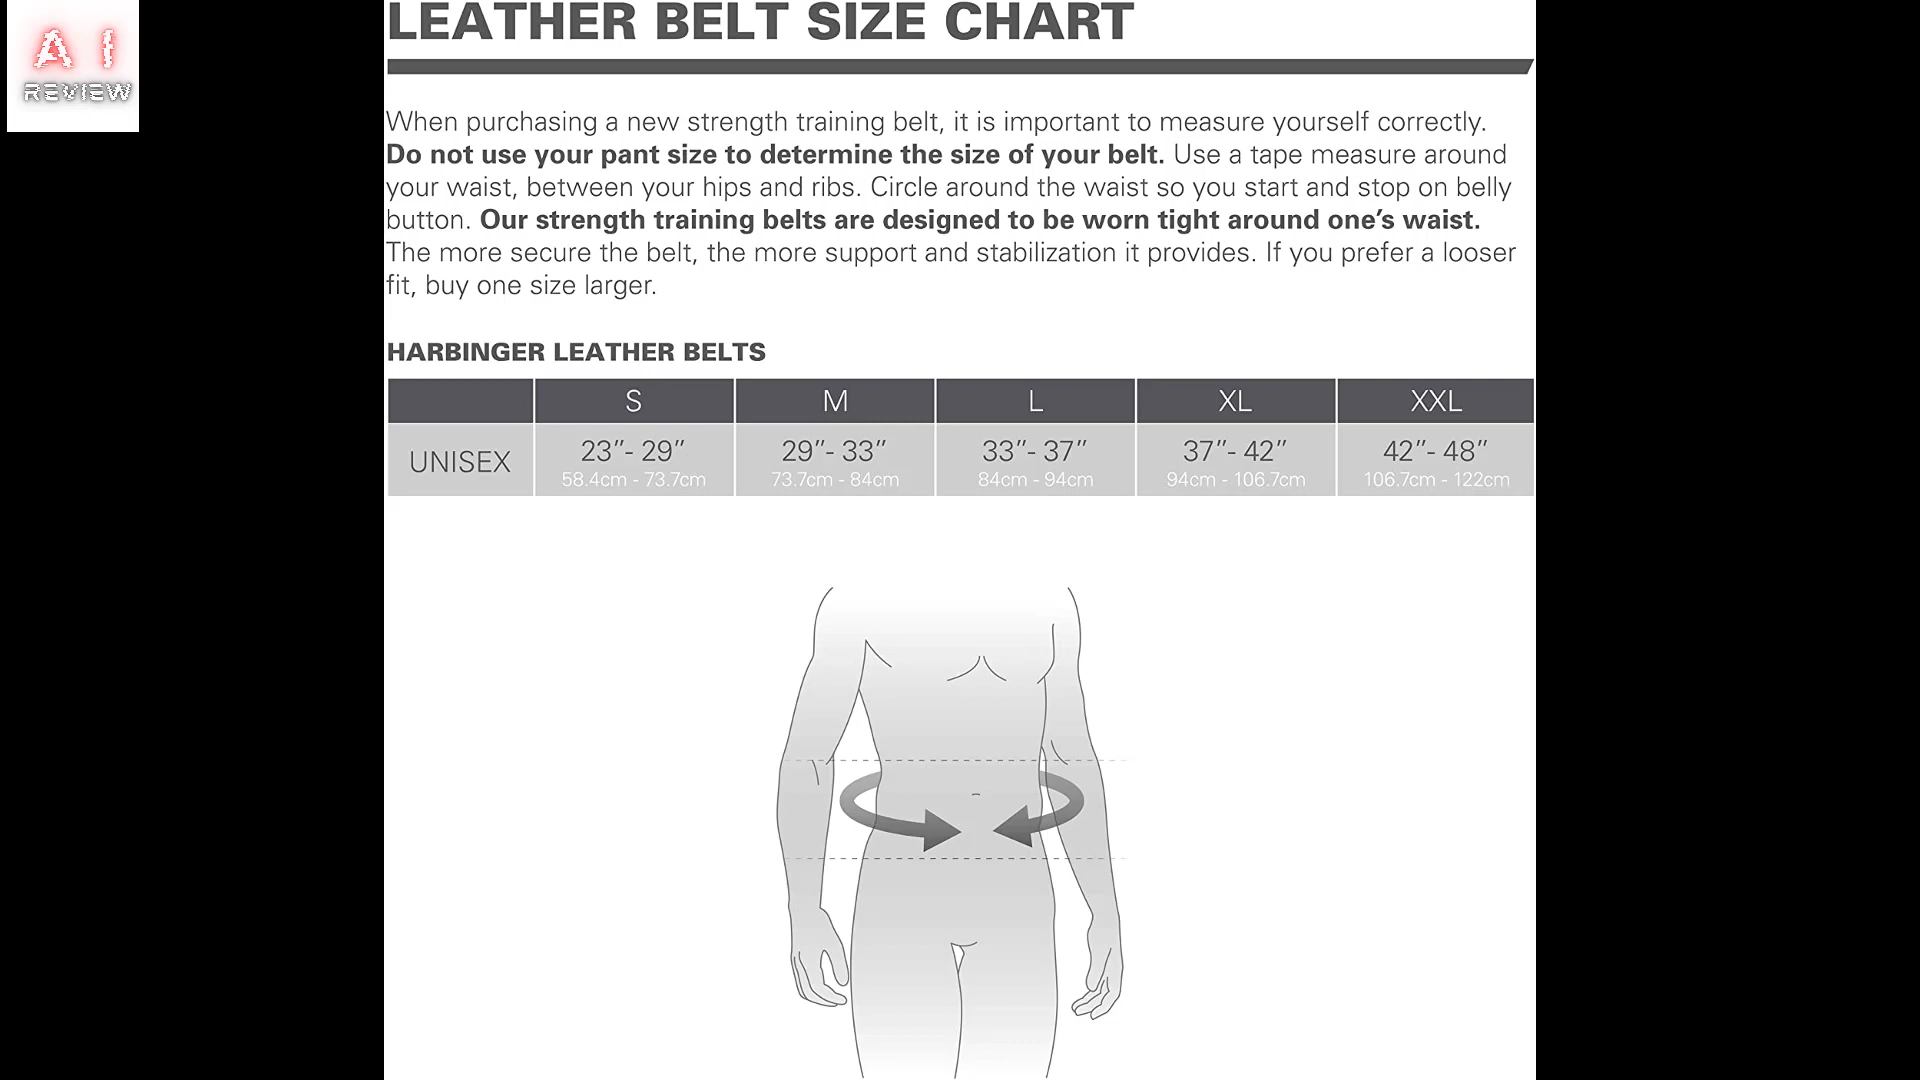 A I
REVIEW
LEATHER BELT SIZE CHART
When purchasing a new strength training belt, it is important to measure yourself correctly.
Do not use your pant size to determine the size of your belt. Use a tape measure around
your waist, between your hips and ribs. Circle around the waist so you start and stop on belly
button. Our strength training belts are designed to be worn tight around one’s waist.
The more secure the belt, the more support and stabilization it provides. If you prefer a looser
fit, buy one size larger.
HARBINGER LEATHER BELTS
S M L XL XXL
UNISEX 23”- 29” 29”- 33” 33”- 37” 37”- 42” 42”- 48”
58.4cm - 73.7cm 73.7cm - 84cm 84cm - 94cm 94cm - 106.7cm 106.7cm - 122cm